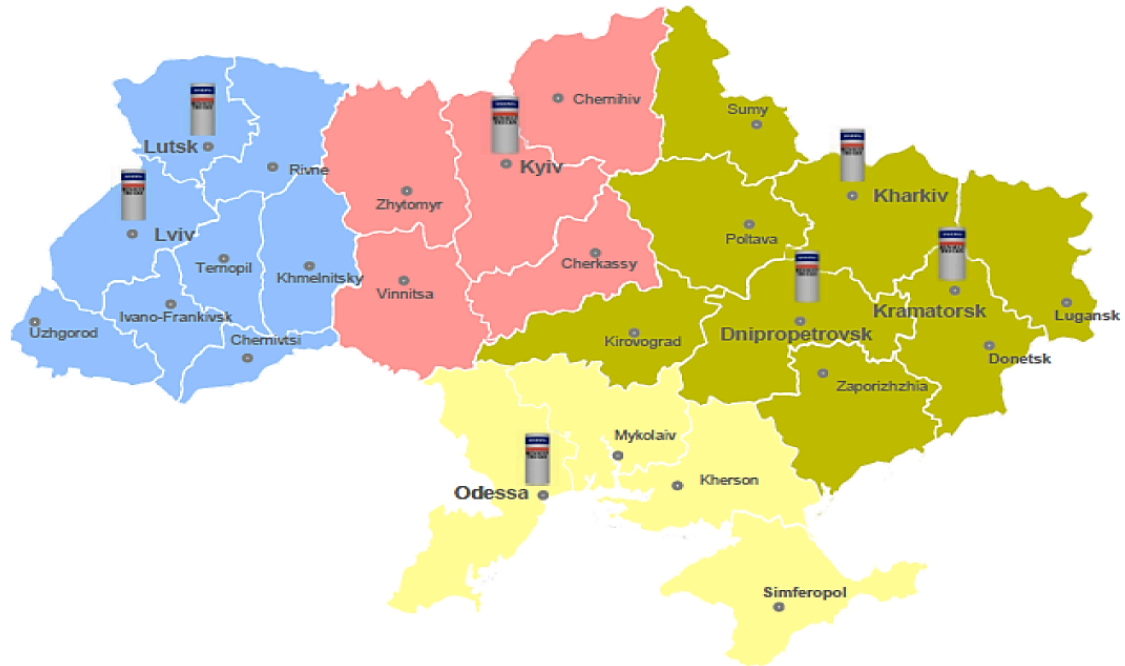 Chernihiv
Sumy
Lutsk
Rivne
Kyiv
Zhytomyr
Kharkiv
Lviv
Poltava
Ternopil
Khmelnitsky
Cherkassy
Vinnitsa
Ivano-Frankivsk
Kramatorsk
Lugansk
Uzhgorod
Chernivtsi
Kirovograd
Dnipropetrovsk
Donetsk
Zaporizhzhia
Mykolaiv
Kherson
Odessa
Simferopol